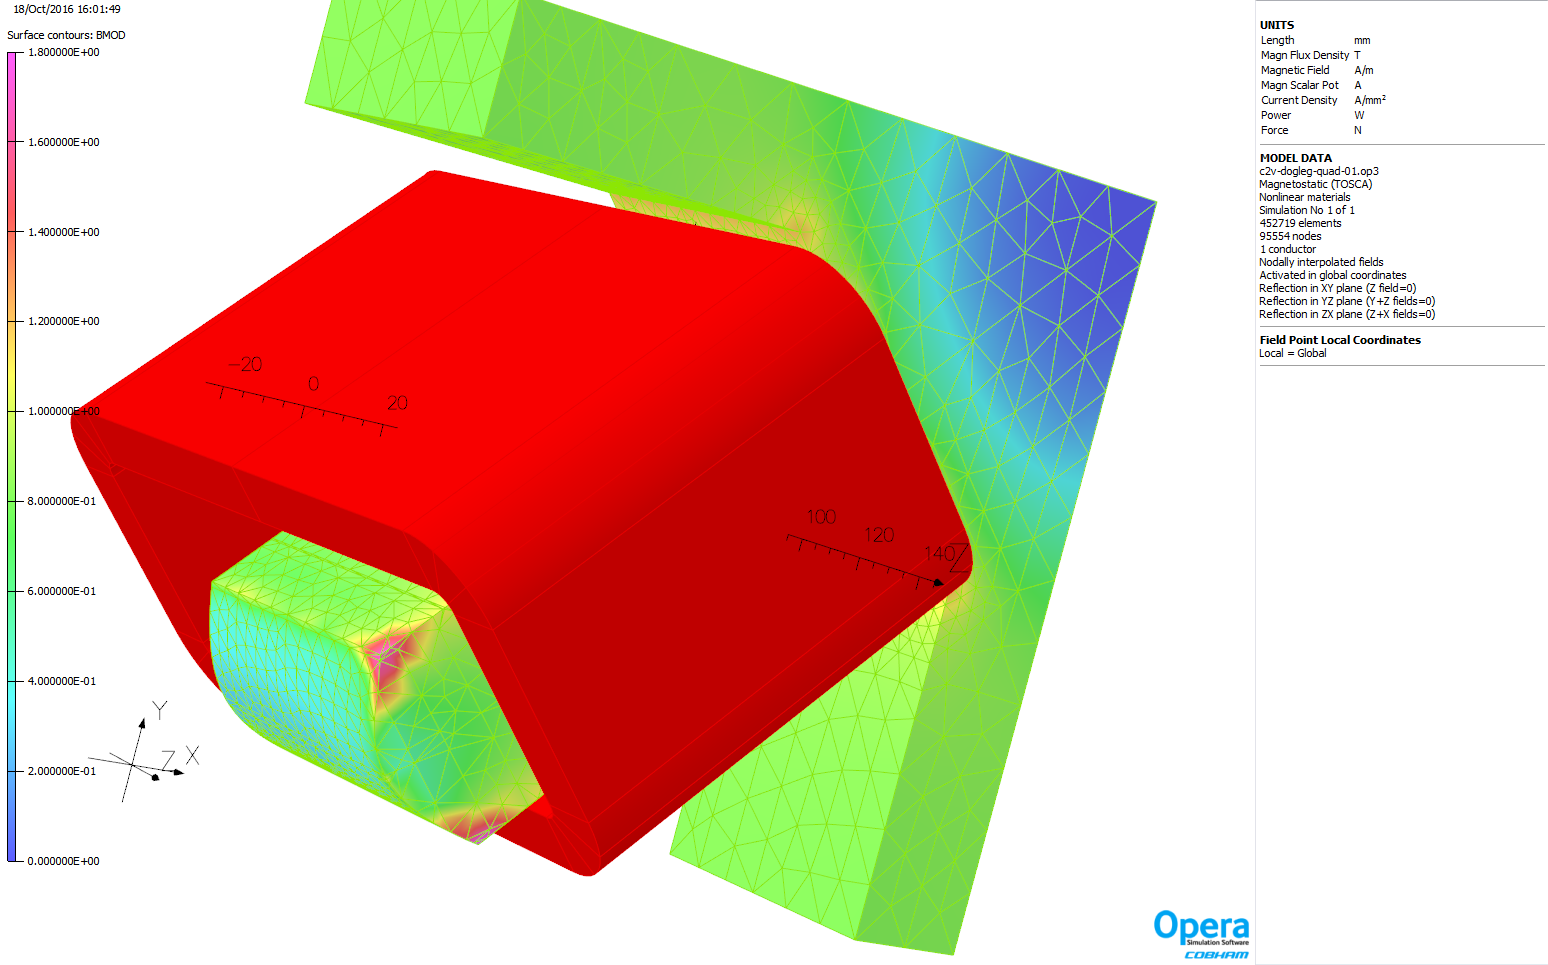 18/Oct/2016 16:01:49
Surface contours: BMOD
1.800000E+00
1.600000E+00
1.400000E+00
1.200000E+00
1.000000E+00
8.000000E-01
6.000000E-01
4.000000E-01
2.000000E-01
0.000000E+00
-20
0
20
100
120
140
Z
Y
Z
X
UNITS
Length mm
Magn Flux Density T
Magnetic Field A/m
Magn Scalar Pot A
Current Density A/mm²
Power W
Force N
MODEL DATA
c2v-dogleg-quad-01.op3
Magnetostatic (TOSCA)
Nonlinear materials
Simulation No 1 of 1
452719 elements
95554 nodes
1 conductor
Nodally interpolated fields
Activated in global coordinates
Reflection in XY plane (Z field=0)
Reflection in YZ plane (Y+Z fields=0)
Reflection in ZX plane (Z+X fields=0)
Field Point Local Coordinates
Local = Global
Opera
Simulation Software
COBHAM